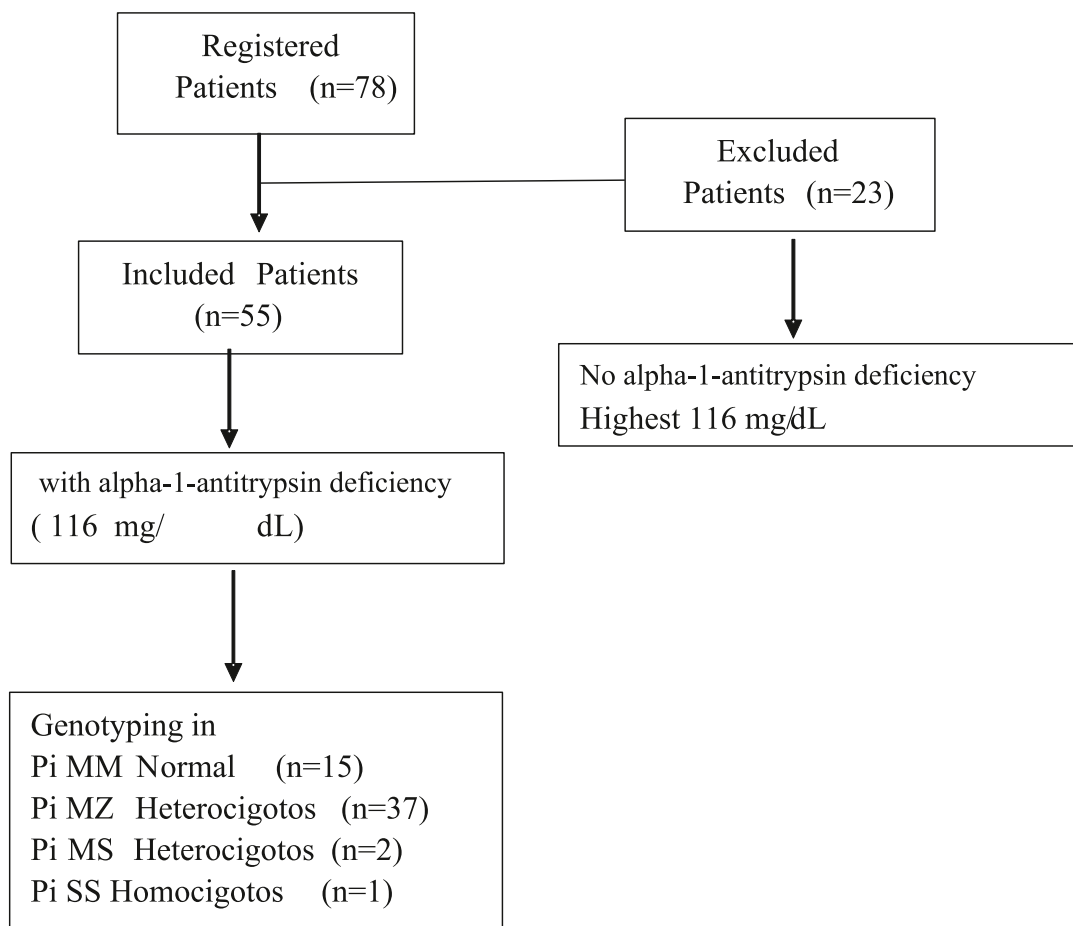 Registered
Patients (n=78)
Excluded
Patients (n=23)
Included Patients
(n=55)
No alpha-1-antitrypsin deficiency
Highest 116 mg/dL
with alpha-1-antitrypsin deficiency
( 116 mg/ dL)
Genotyping in
Pi MM Normal (n=15)
Pi MZ Heterocigotos (n=37)
Pi MS Heterocigotos (n=2)
Pi SS Homocigotos (n=1)